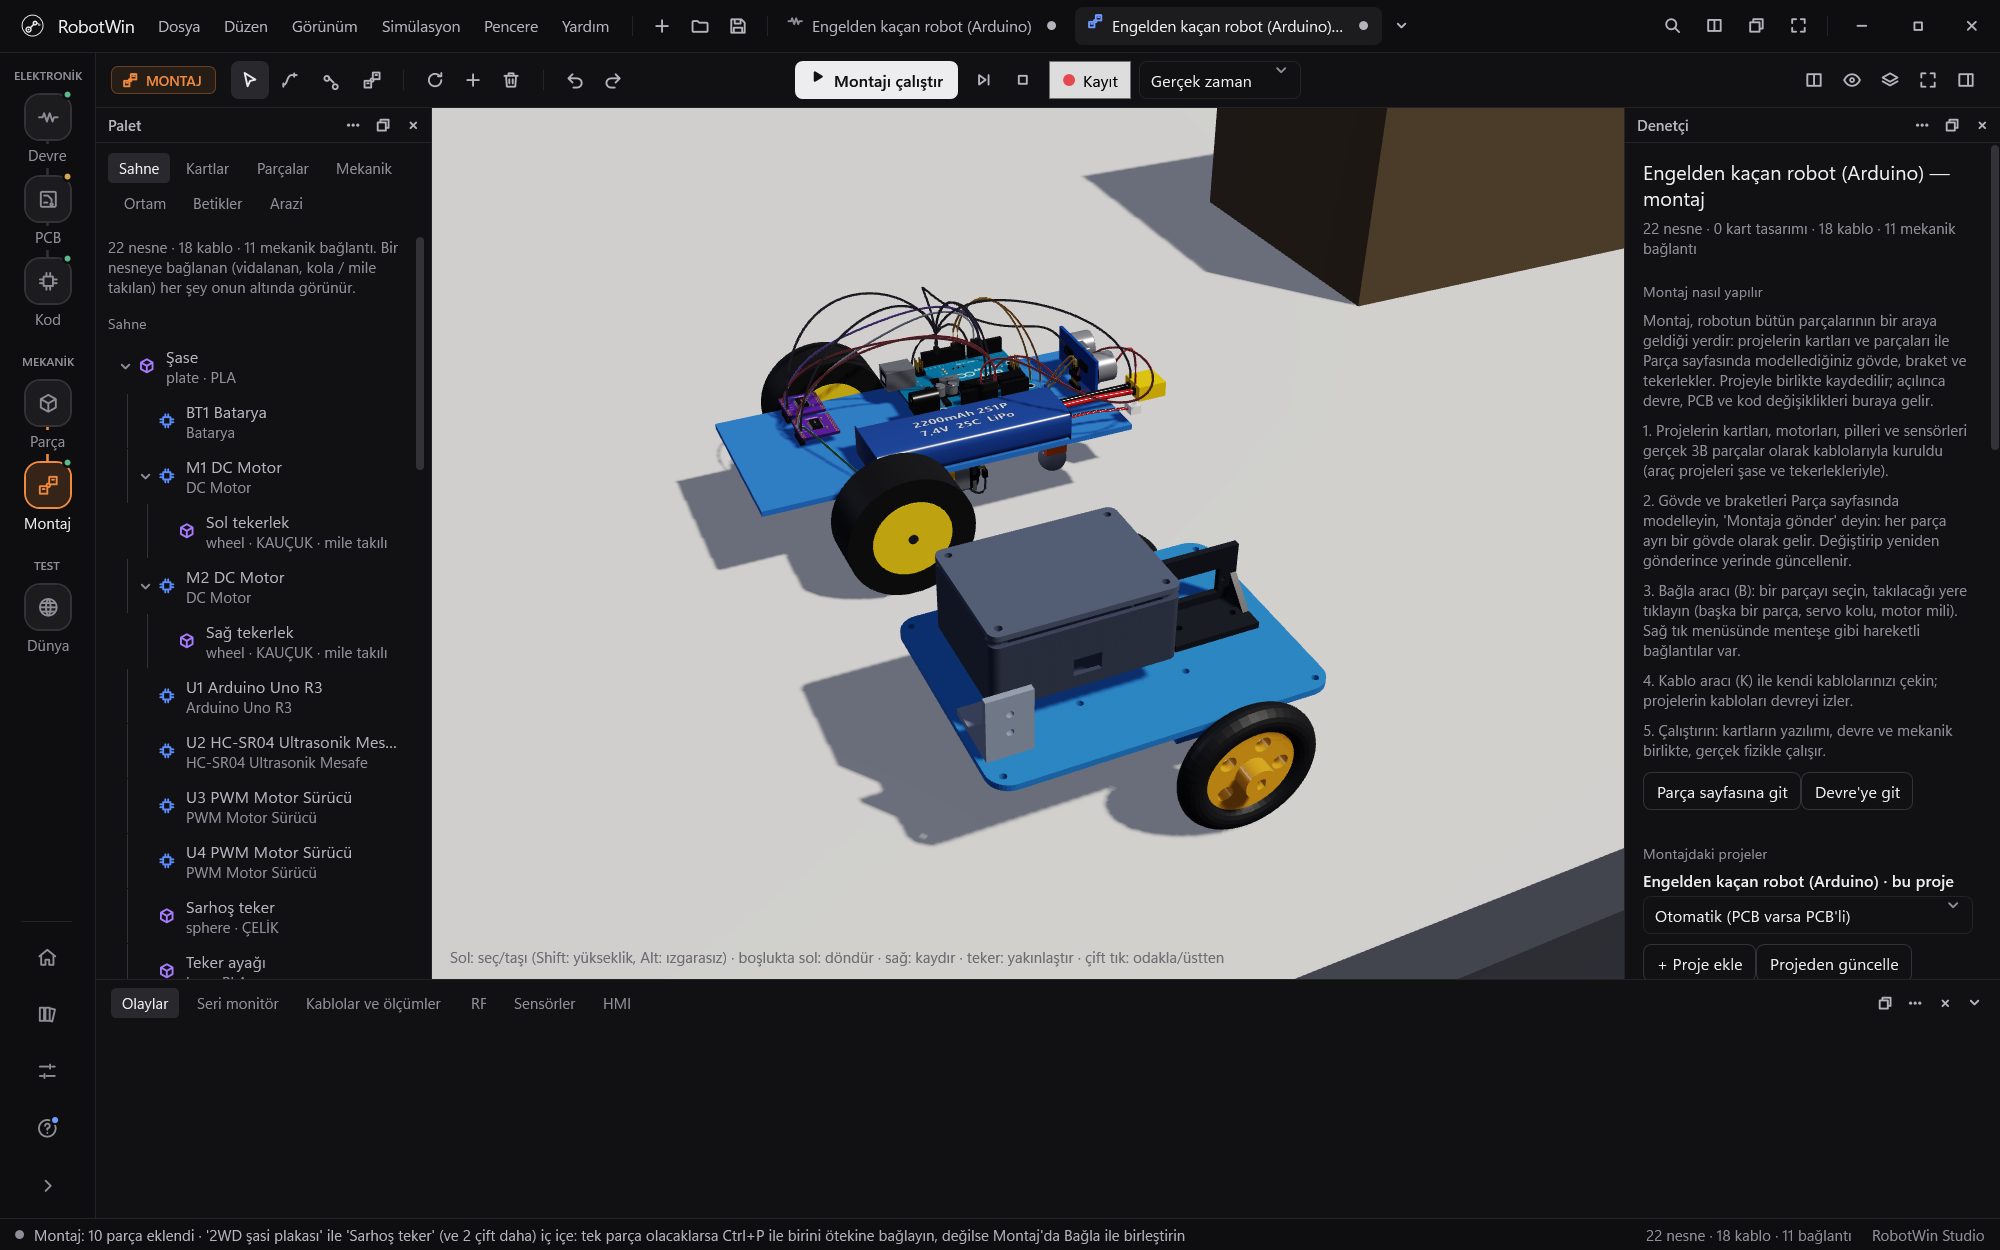 RobotWin Dosya Düzen Görünüm Simülasyon Pencere Yardım
Engelden kaçan robot (Arduino)
Engelden kaçan robot (Arduino)...
ELEKTRONİK
Devre
PCB
Kod
MEKANİK
Parça
Montaj
TEST
Dünya
MONTAJ
Montajı çalıştır
Kayıt
Gerçek zaman
Palet
Sahne Kartlar Parçalar Mekanik
Ortam Betikler Arazi
22 nesne · 18 kablo · 11 mekanik bağlantı. Bir
nesneye bağlanan (vidalanan, kola / mile
takılan) her şey onun altında görünür.
Sahne
Şase
plate · PLA
BT1 Batarya
Batarya
M1 DC Motor
DC Motor
Sol tekerlek
wheel · KAUÇUK · mile takılı
M2 DC Motor
DC Motor
Sağ tekerlek
wheel · KAUÇUK · mile takılı
U1 Arduino Uno R3
Arduino Uno R3
U2 HC-SR04 Ultrasonik Mes...
HC-SR04 Ultrasonik Mesafe
U3 PWM Motor Sürücü
PWM Motor Sürücü
U4 PWM Motor Sürücü
PWM Motor Sürücü
Sarhoş teker
sphere · ÇELİK
Teker ayağı
2200mAh 2S1P
7.4V 25C LiPo
Sol: seç/taşı (Shift: yükseklik, Alt: ızgarasız) · boşlukta sol: döndür · sağ: kaydır · teker: yakınlaştır · çift tık: odakla/üstten
Denetçi
Engelden kaçan robot (Arduino) —
montaj
22 nesne · 0 kart tasarımı · 18 kablo · 11 mekanik
bağlantı
Montaj nasıl yapılır
Montaj, robotun bütün parçalarının bir araya
geldiği yerdir: projelerin kartları ve parçaları ile
Parça sayfasında modellediğiniz gövde, braket ve
tekerlekler. Projeyle birlikte kaydedilir; açılınca
devre, PCB ve kod değişiklikleri buraya gelir.
1. Projelerin kartları, motorları, pilleri ve sensörleri
gerçek 3B parçalar olarak kablolarıyla kuruldu
(araç projeleri şase ve tekerlekleriyle).
2. Gövde ve braketleri Parça sayfasında
modelleyin, 'Montaja gönder' deyin: her parça
ayrı bir gövde olarak gelir. Değiştirip yeniden
gönderince yerinde güncellenir.
3. Bağla aracı (B): bir parçayı seçin, takılacağı yere
tıklayın (başka bir parça, servo kolu, motor mili).
Sağ tık menüsünde menteşe gibi hareketli
bağlantılar var.
4. Kablo aracı (K) ile kendi kablolarınızı çekin;
projelerin kabloları devreyi izler.
5. Çalıştırın: kartların yazılımı, devre ve mekanik
birlikte, gerçek fizikle çalışır.
Parça sayfasına git Devre'ye git
Montajdaki projeler
Engelden kaçan robot (Arduino) · bu proje
Otomatik (PCB varsa PCB'li)
+ Proje ekle Projeden güncelle
Olaylar Seri monitör Kablolar ve ölçümler RF Sensörler HMI
Montaj: 10 parça eklendi · '2WD şasi plakası' ile 'Sarhoş teker' (ve 2 çift daha) iç içe: tek parça olacaklarsa Ctrl+P ile birini ötekine bağlayın, değilse Montaj'da Bağla ile birleştirin
22 nesne · 18 kablo · 11 bağlantı RobotWin Studio